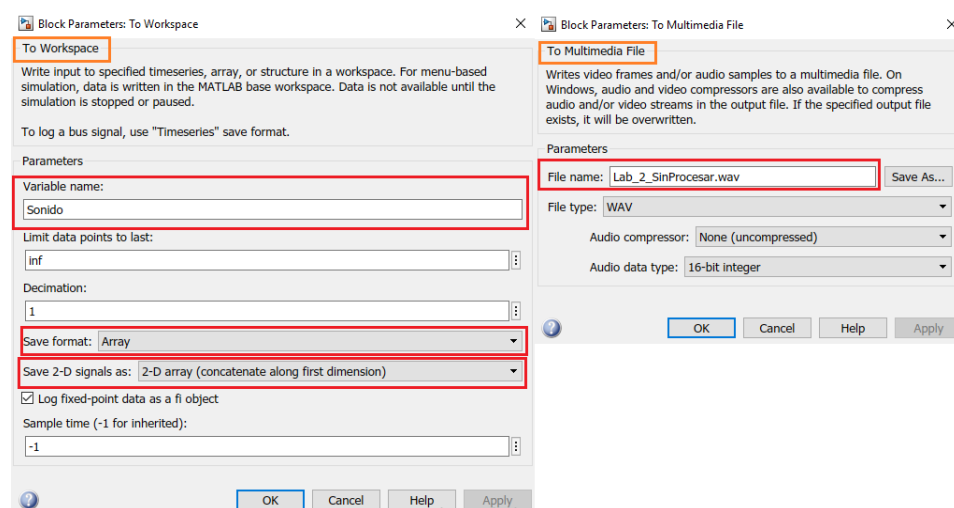 Block Parameters: To Workspace
To Workspace
Write input to specified timeseries, array, or structure in a workspace. For menu-based
simulation, data is written in the MATLAB base workspace. Data is not available until the
simulation is stopped or paused.
To log a bus signal, use "Timeseries" save format.
Parameters
Variable name:
Sonido
Limit data points to last:
inf
Decimation:
1
Save format: Array
Save 2-D signals as: 2-D array (concatenate along first dimension)
Log fixed-point data as a fi object
Sample time (-1 for inherited):
-1
OK Cancel Help Apply
Block Parameters: To Multimedia File
To Multimedia File
Writes video frames and/or audio samples to a multimedia file. On
Windows, audio and video compressors are also available to compress
audio and/or video streams in the output file. If the specified output file
exists, it will be overwritten.
Parameters
File name: Lab_2_SinProcesar.wav Save As...
File type: WAV
Audio compressor: None (uncompressed)
Audio data type: 16-bit integer
OK Cancel Help Apply